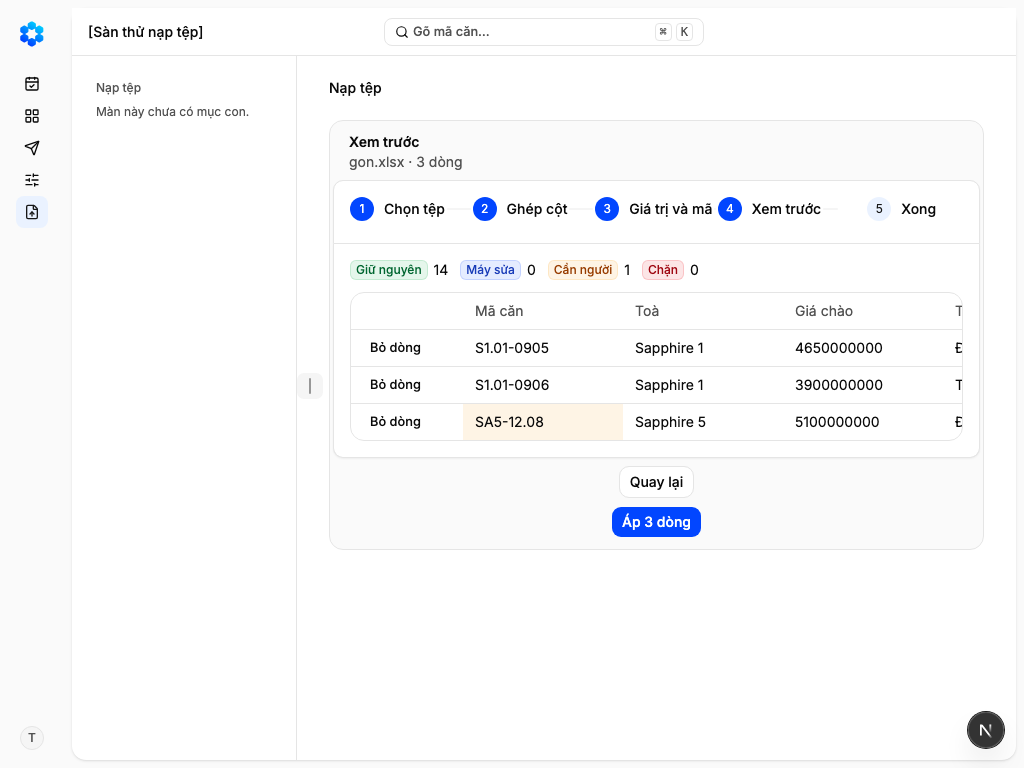 [Sàn thử nạp tệp]
Gõ mã căn...
⌘ K
Nạp tệp
Màn này chưa có mục con.
Nạp tệp
Xem trước
gon.xlsx · 3 dòng
1 Chọn tệp 2 Ghép cột 3 Giá trị và mã 4 Xem trước 5 Xong
Giữ nguyên 14 Máy sửa 0 Cần người 1 Chặn 0
Mã căn Toà Giá chào T
Bỏ dòng S1.01-0905 Sapphire 1 4650000000 Đ
Bỏ dòng S1.01-0906 Sapphire 1 3900000000 T
Bỏ dòng SA5-12.08 Sapphire 5 5100000000 Đ
Quay lại
Áp 3 dòng
T
N